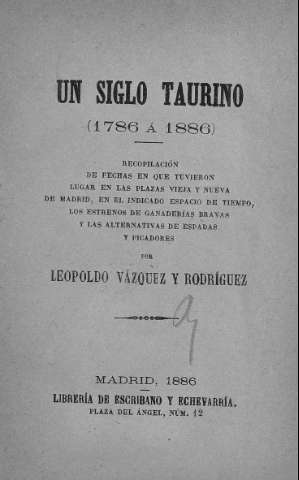 UN SIGLO TAURINO
(1786 Á 1886)
RECOPILACIÓN
DE FECHAS EN QUE TUVIERON
LUGAR EN LAS PLAZAS VIEJA Y NUEVA
DE MADRID, EN EL INDICADO ESPACIO DE TIEMPO,
LOS ESTRENOS DE GANADERÍAS BRAVAS
Y LAS ALTERNATIVAS DE ESPADAS
Y PICADORES
POR
LEOPOLDO VÁZQUEZ Y RODRÍGUEZ
MADRID, 1886
LIBRERÍA DE ESCRIBANO Y ECHEVARRÍA.
PLAZA DEL ÁNGEL, NÚM. 12